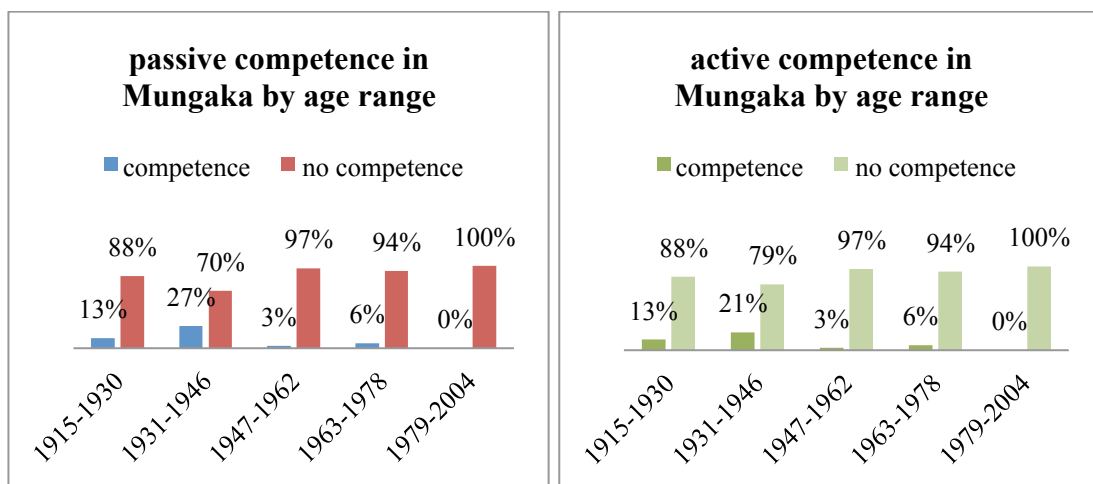 passive competence in
Mungaka by age range
competence no competence
88% 70% 97% 94% 100%
13% 27% 3% 6% 0%
1915-1930 1931-1946 1947-1962 1963-1978 1979-2004
active competence in
Mungaka by age range
competence no competence
88% 79% 97% 94% 100%
13% 21% 3% 6% 0%
1915-1930 1931-1946 1947-1962 1963-1978 1979-2004